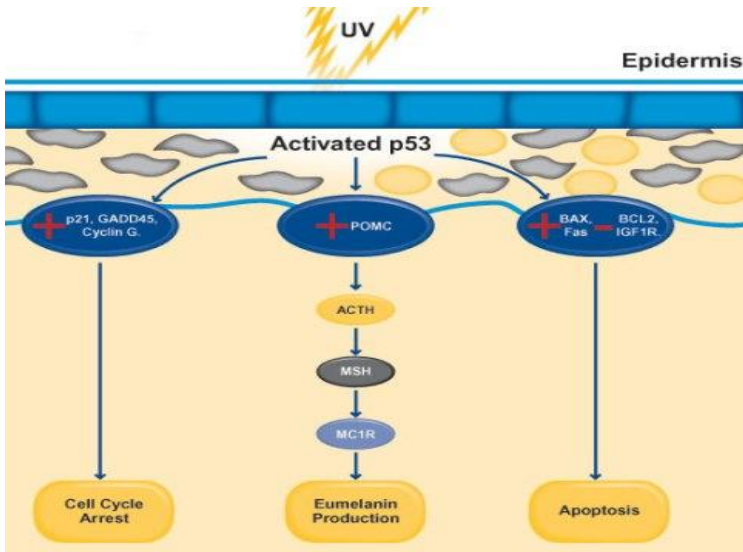 UV
Epidermis
Activated p53
p21, GADD45,
Cyclin G.
POMC
BAX,
Fas
BCL2,
IGF1R.
ACTH
MSH
MC1R
Cell Cycle
Arrest
Eumelanin
Production
Apoptosis